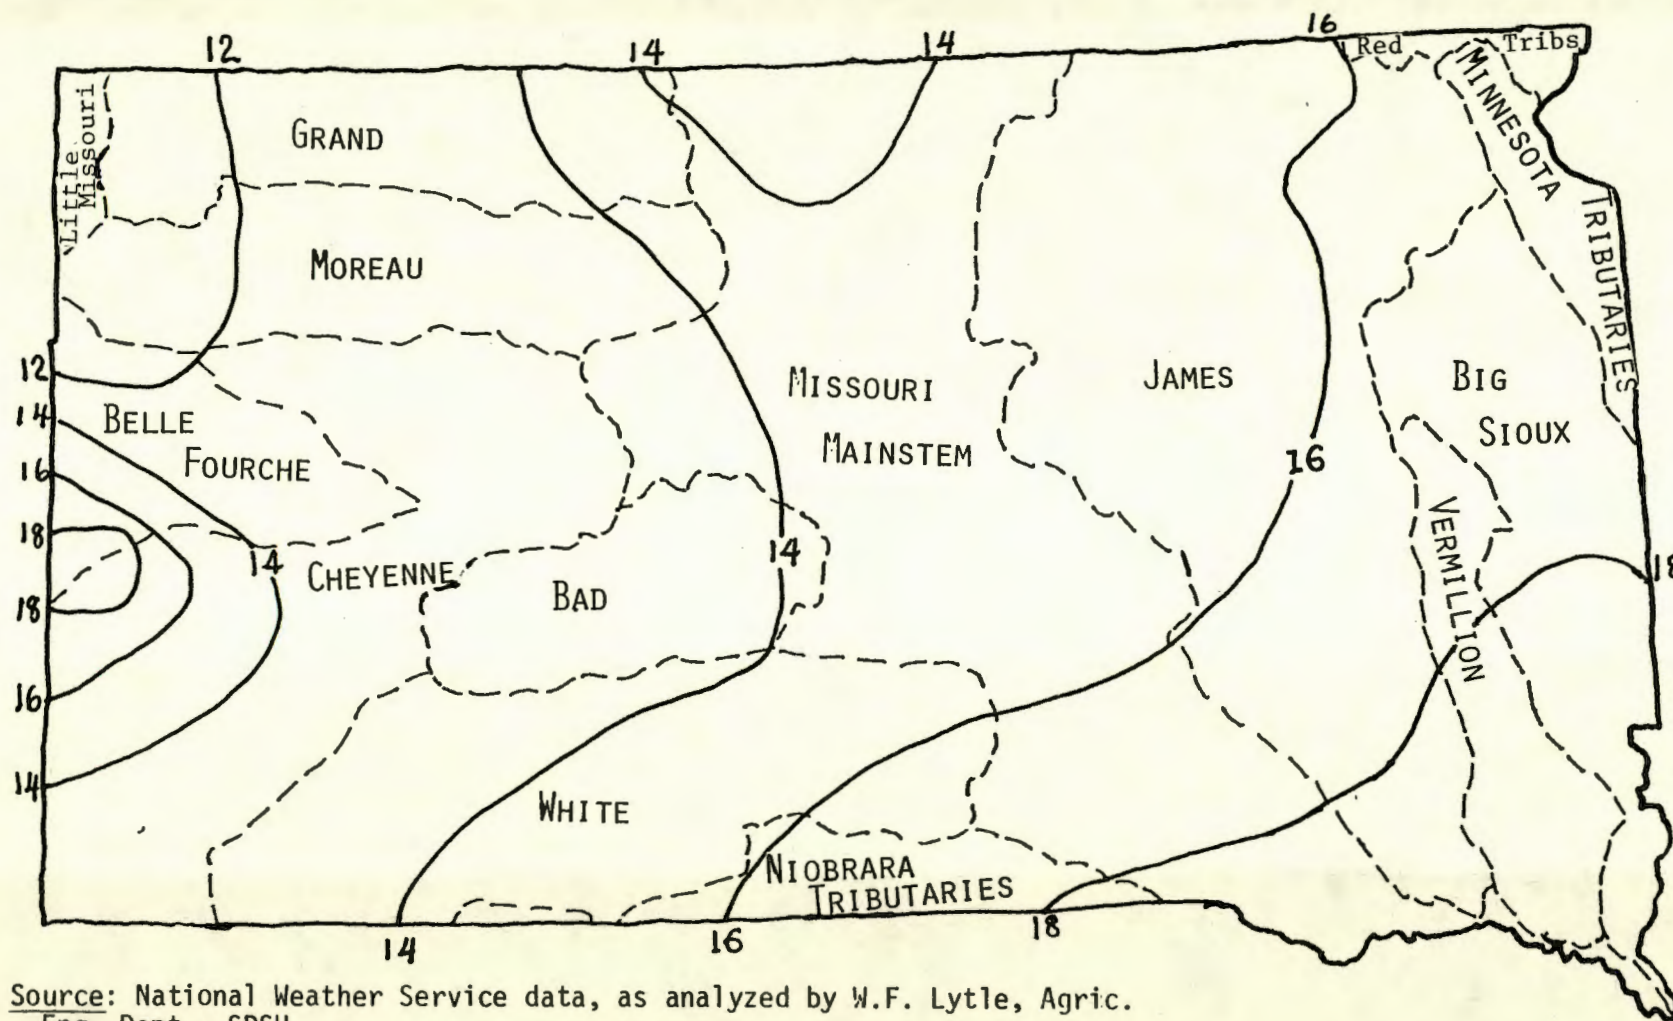 12
14
14
16
Red
Tribs
GRAND
MINNESOTA
Little
Missouri
TRIBUTARIES
MOREAU
12
MISSOURI
MAINSTEM
JAMES
BIG
SIOUX
14
BELLE
FOURCHE
16
16
18
14
CHEYENNE
BAD
14
VERMILLION
18
18
16
14
WHITE
NIOBRARA
TRIBUTARIES
14
16
18
Source: National Weather Service data, as analyzed by W.F. Lytle, Agric.